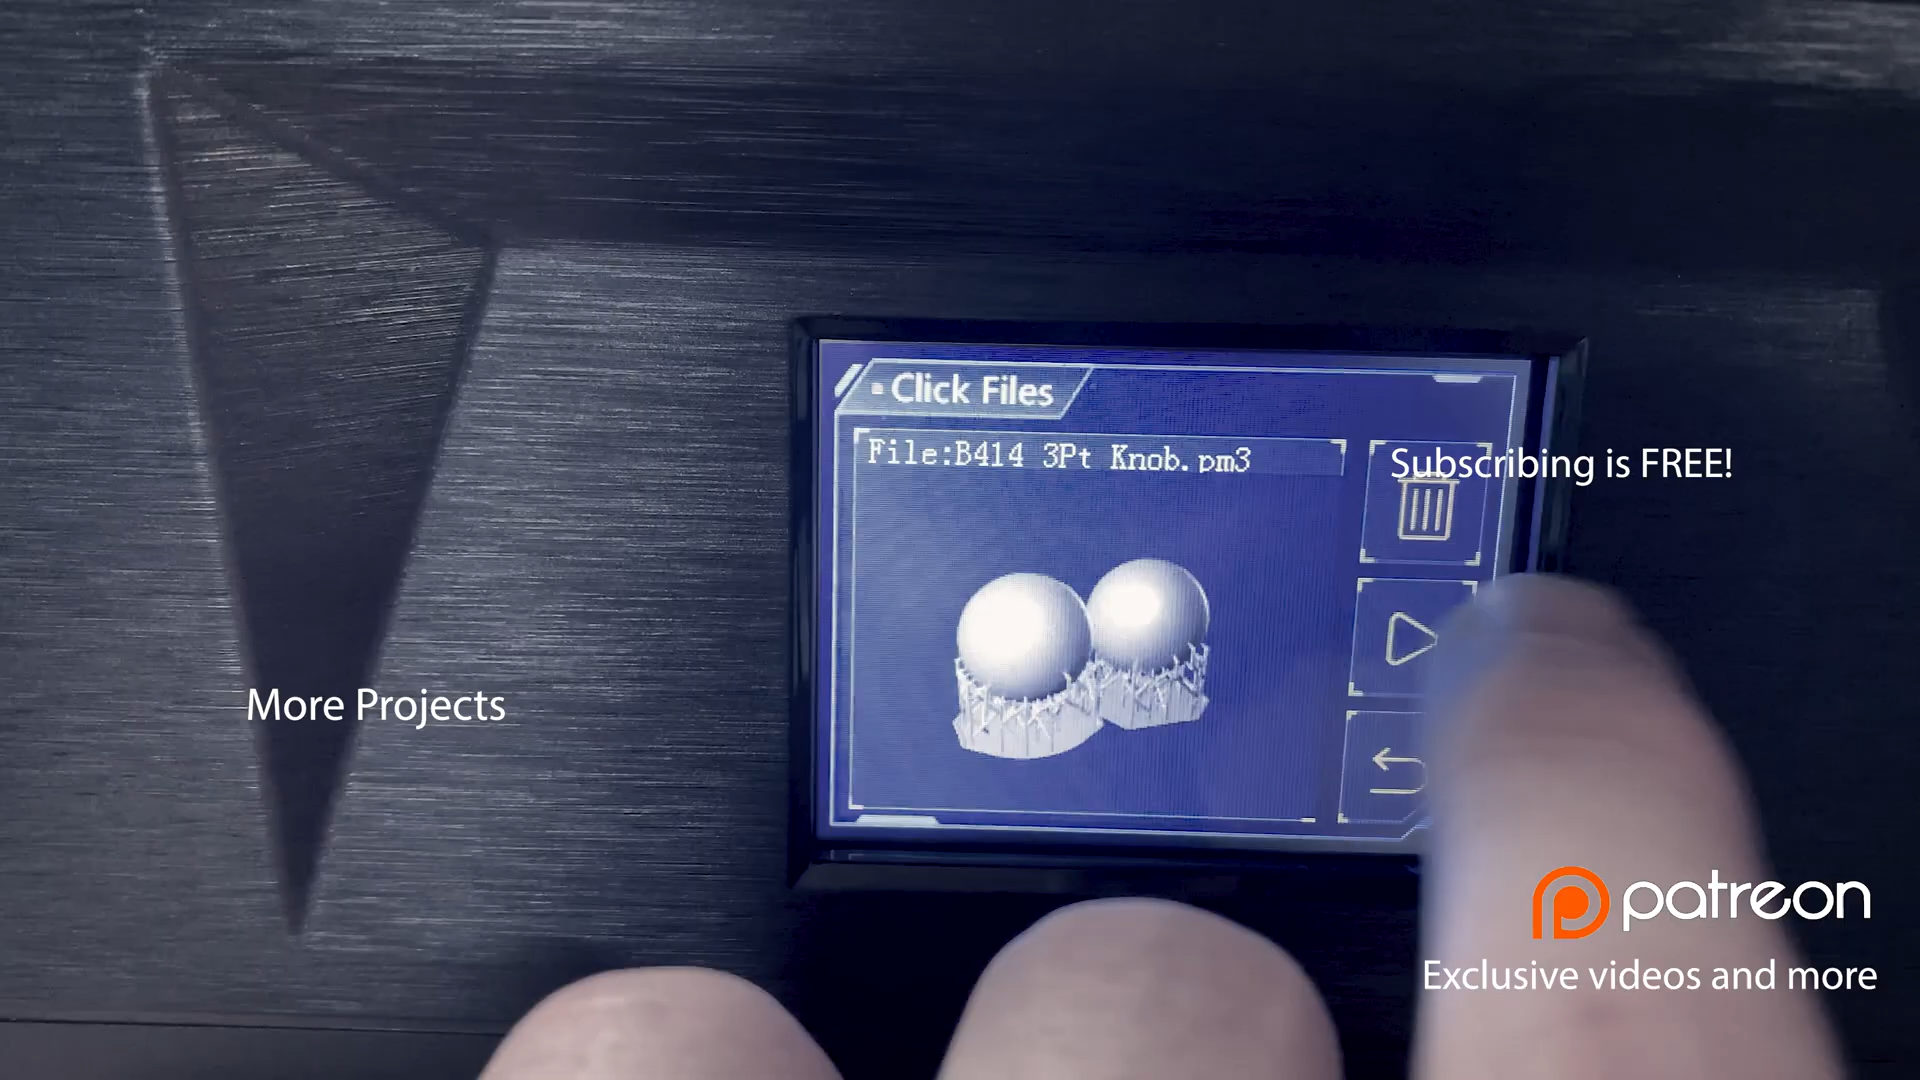 Click Files
File:B414 3Pt Knob.pm3
Subscribing is FREE!
More Projects
patreon
Exclusive videos and more